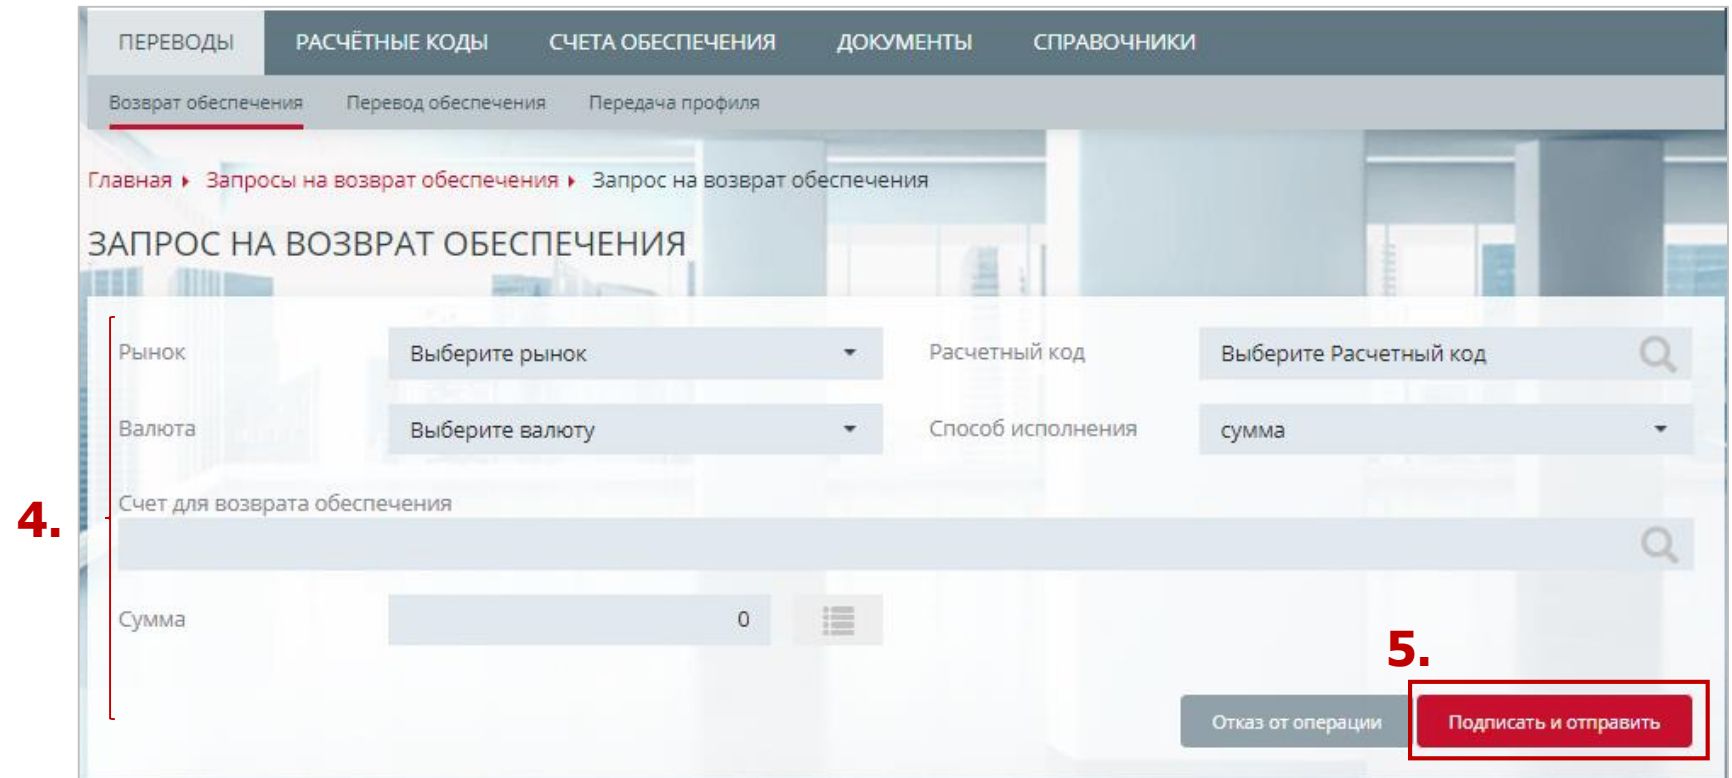 ПЕРЕВОДЫ РАСЧЁТНЫЕ КОДЫ СЧЕТА ОБЕСПЕЧЕНИЯ ДОКУМЕНТЫ СПРАВОЧНИКИ
Возврат обеспечения Перевод обеспечения Передача профиля
Главная Запросы на возврат обеспечения Запрос на возврат обеспечения
ЗАПРОС НА ВОЗВРАТ ОБЕСПЕЧЕНИЯ
Рынок Выберите рынок Расчетный код Выберите Расчетный код
Валюта Выберите валюту Способ исполнения сумма
4.
Счет для возврата обеспечения
Сумма 0
5.
Отказ от операции Подписать и отправить